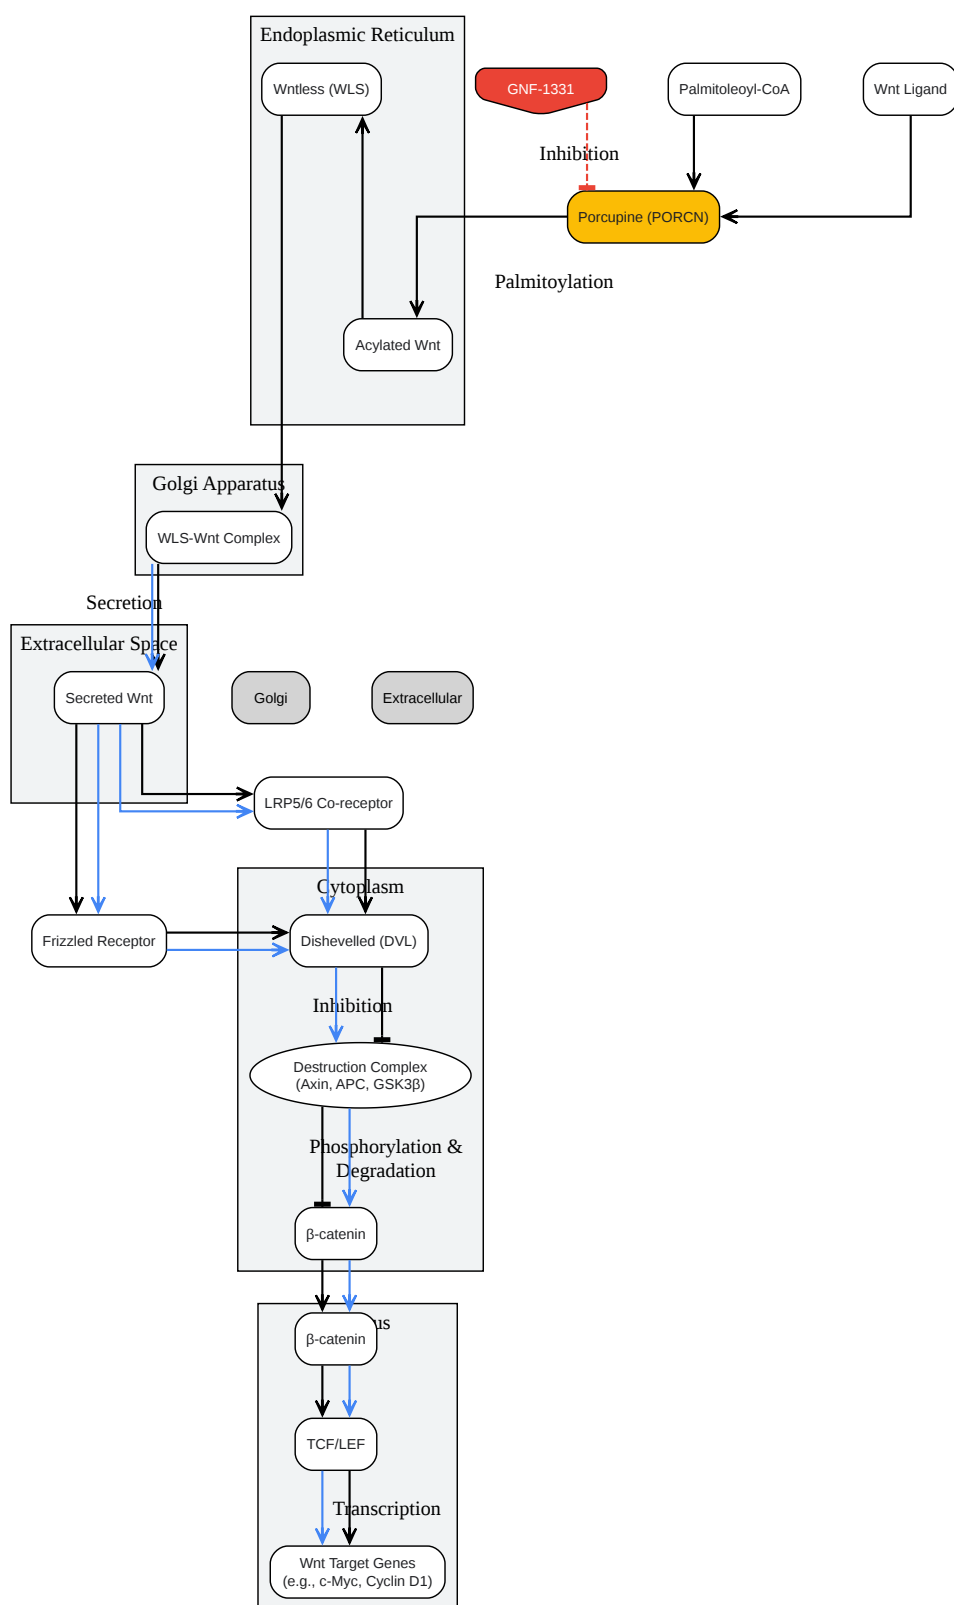 Endoplasmic Reticulum
Wntless (WLS)
GNF-1331
Palmitoleoyl-CoA
Wnt Ligand
Inhibition
Porcupine (PORCN)
Palmitoylation
Acylated Wnt
Golgi Apparatus
WLS-Wnt Complex
Secretion
Extracellular Space
Secreted Wnt
Golgi
Extracellular
LRP5/6 Co-receptor
Cytoplasm
Frizzled Receptor
Dishevelled (DVL)
Inhibition
Destruction Complex
(Axin, APC, GSK3β)
Phosphorylation &
Degradation
β-catenin
β-catenin
TCF/LEF
Transcription
Wnt Target Genes
(e.g., c-Myc, Cyclin D1)